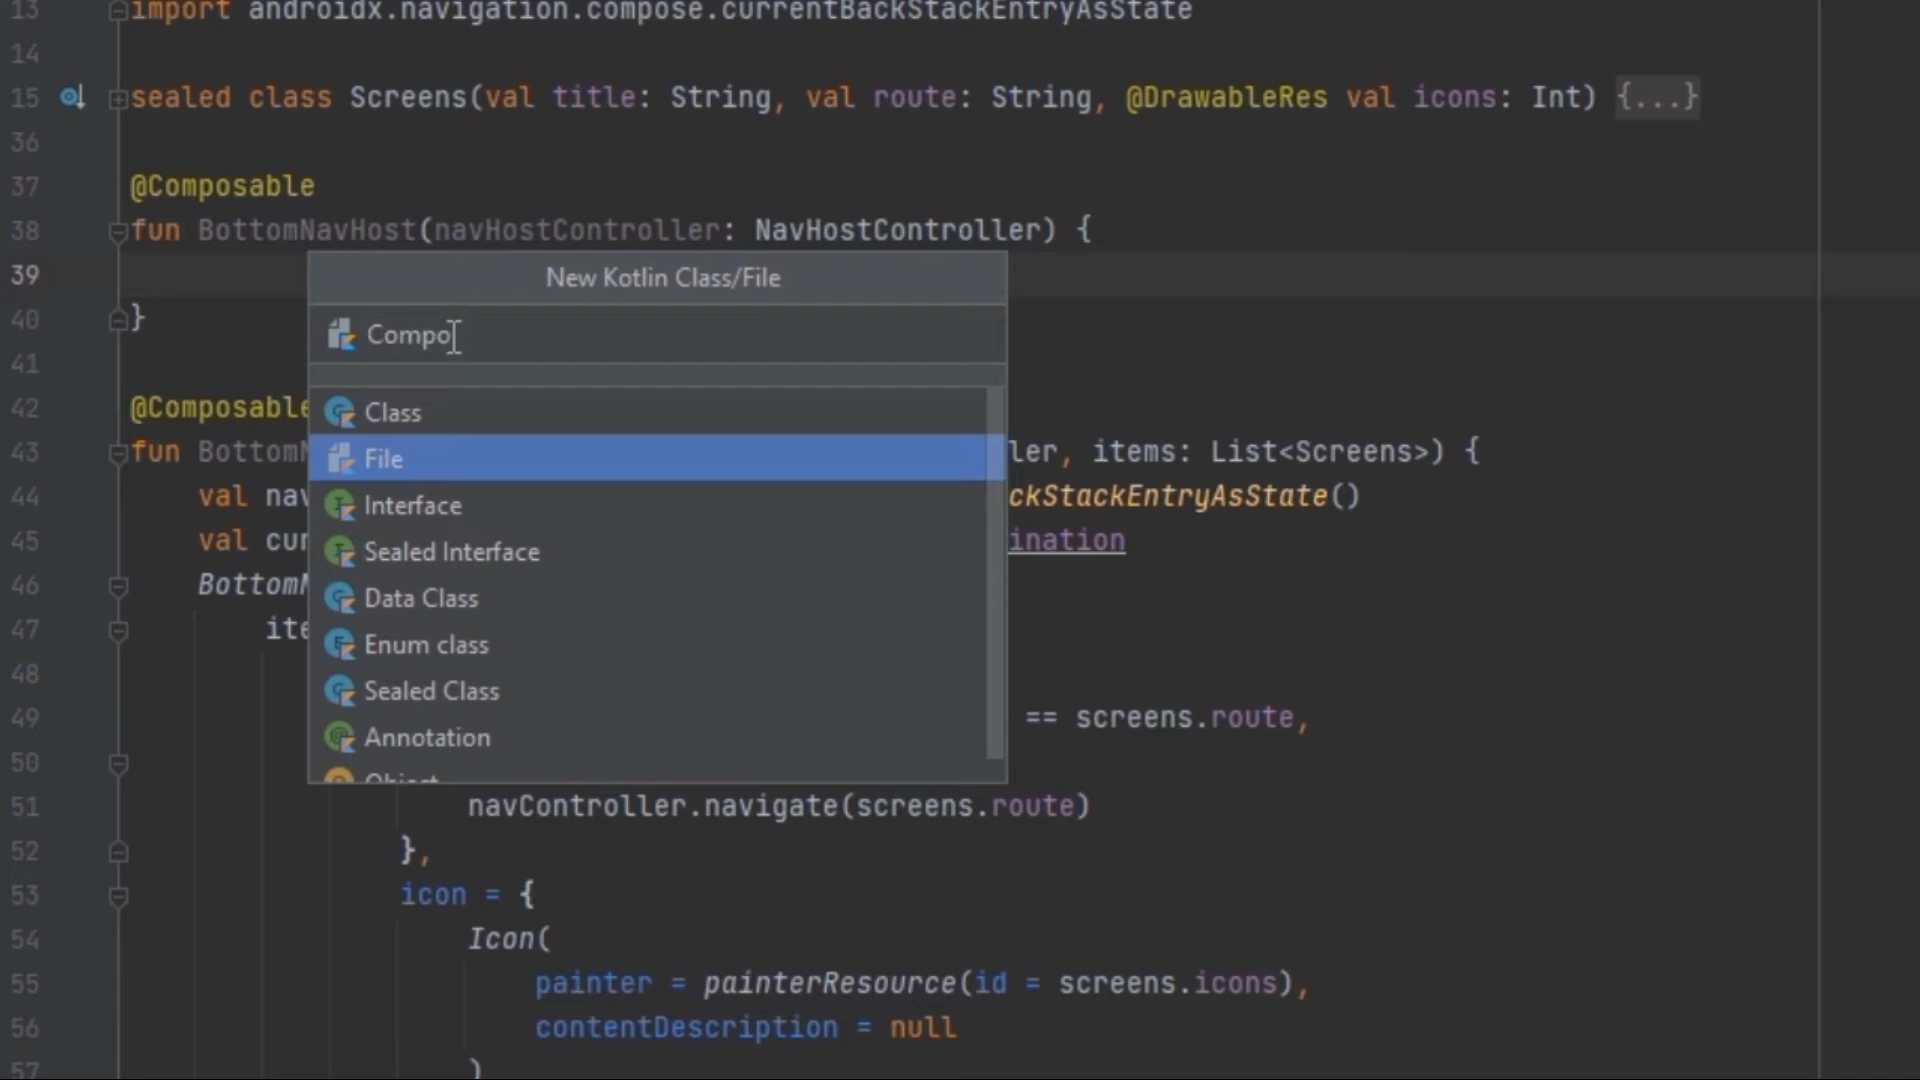 13 import androidx.navigation.compose.currentBackStackEntryAsState
14
15 sealed class Screens(val title: String, val route: String, @DrawableRes val icons: Int) {...}
36
37 @Composable
38 fun BottomNavHost(navHostController: NavHostController) {
39
40 }
41
42 @Composable
43 fun BottomN
ler, items: List<Screens>) {
44 val nav
ckStackEntryAsState()
45 val cur
ination
46 BottomN
47 ite
48
49 == screens.route,
50
51 navController.navigate(screens.route)
52 },
53 icon = {
54 Icon(
55 painter = painterResource(id = screens.icons),
56 contentDescription = null
57 )
New Kotlin Class/File
Compo
Class
File
Interface
Sealed Interface
Data Class
Enum class
Sealed Class
Annotation
Object